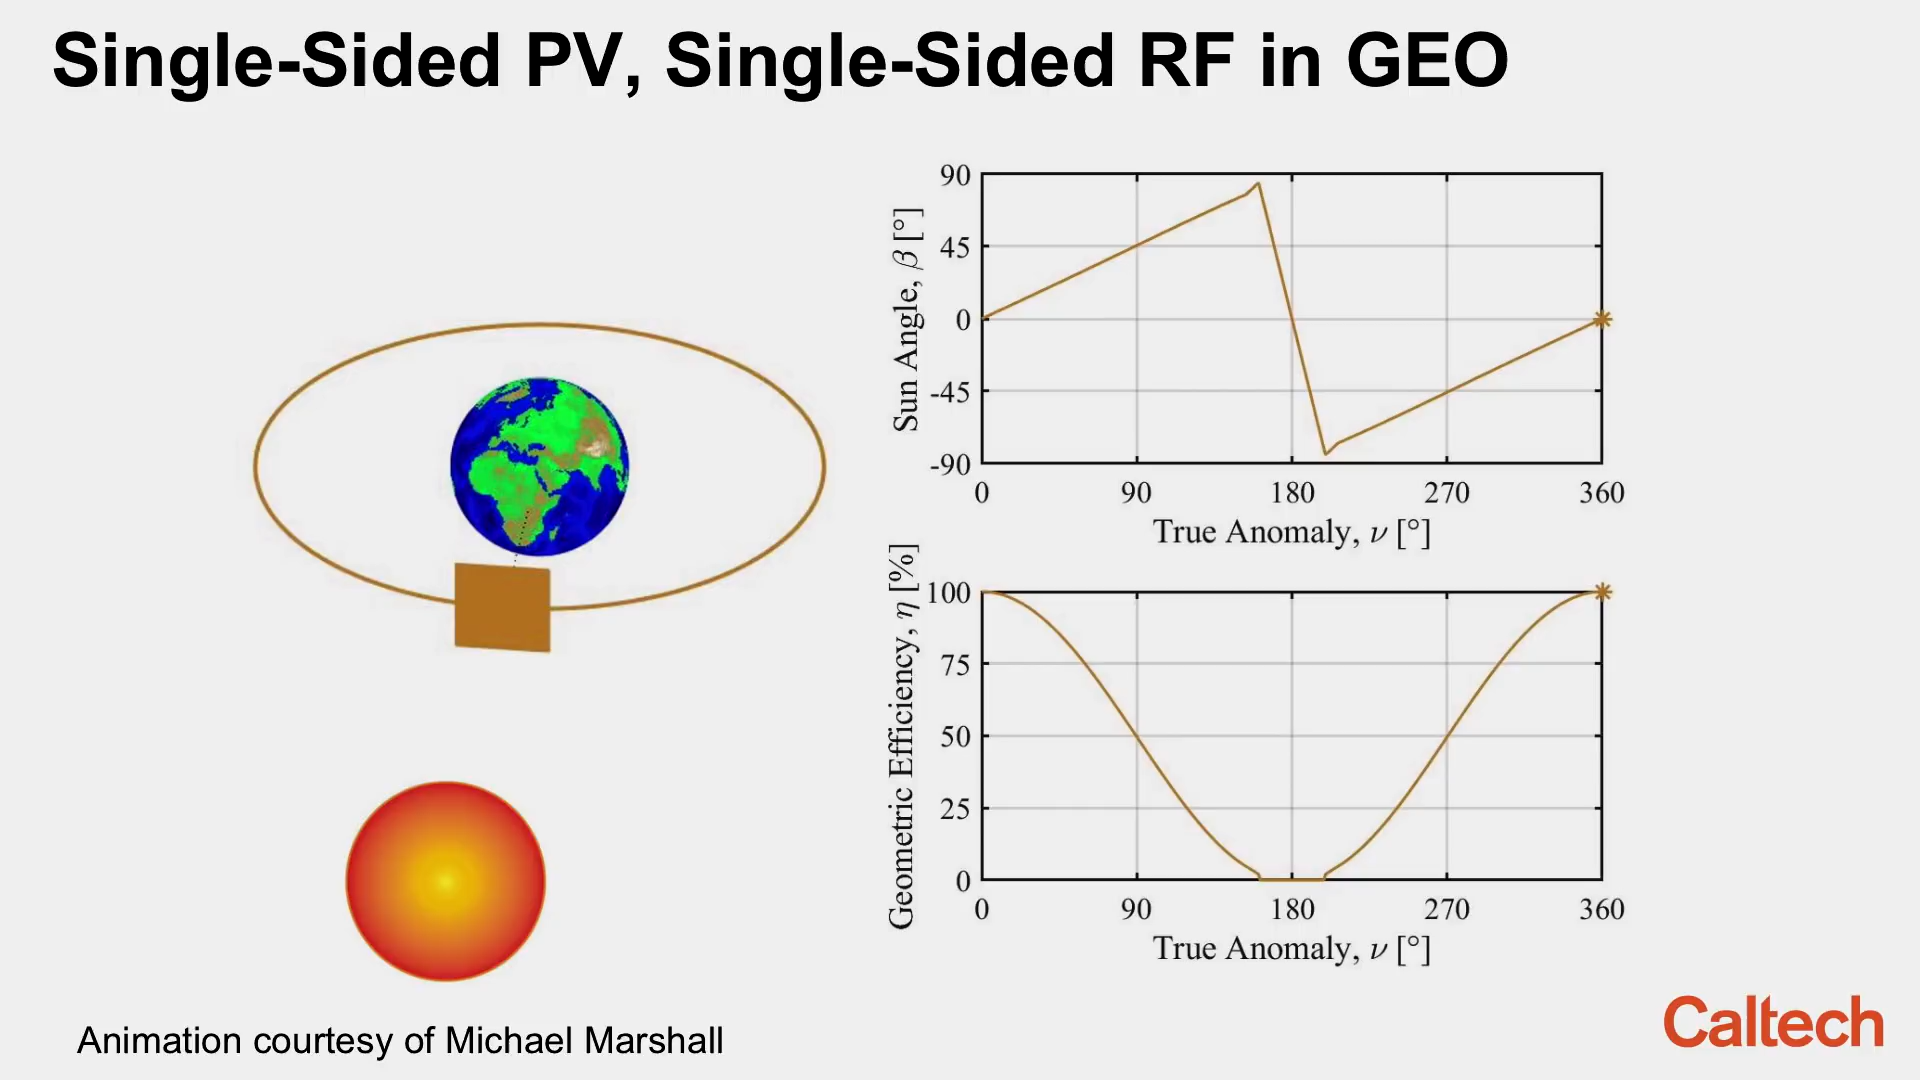 Single-Sided PV, Single-Sided RF in GEO
90
45
0
-45
-90
Sun Angle, β [°]
0 90 180 270 360
True Anomaly, ν [°]
100
75
50
25
0
Geometric Efficiency, η [%]
0 90 180 270 360
True Anomaly, ν [°]
Animation courtesy of Michael Marshall
Caltech